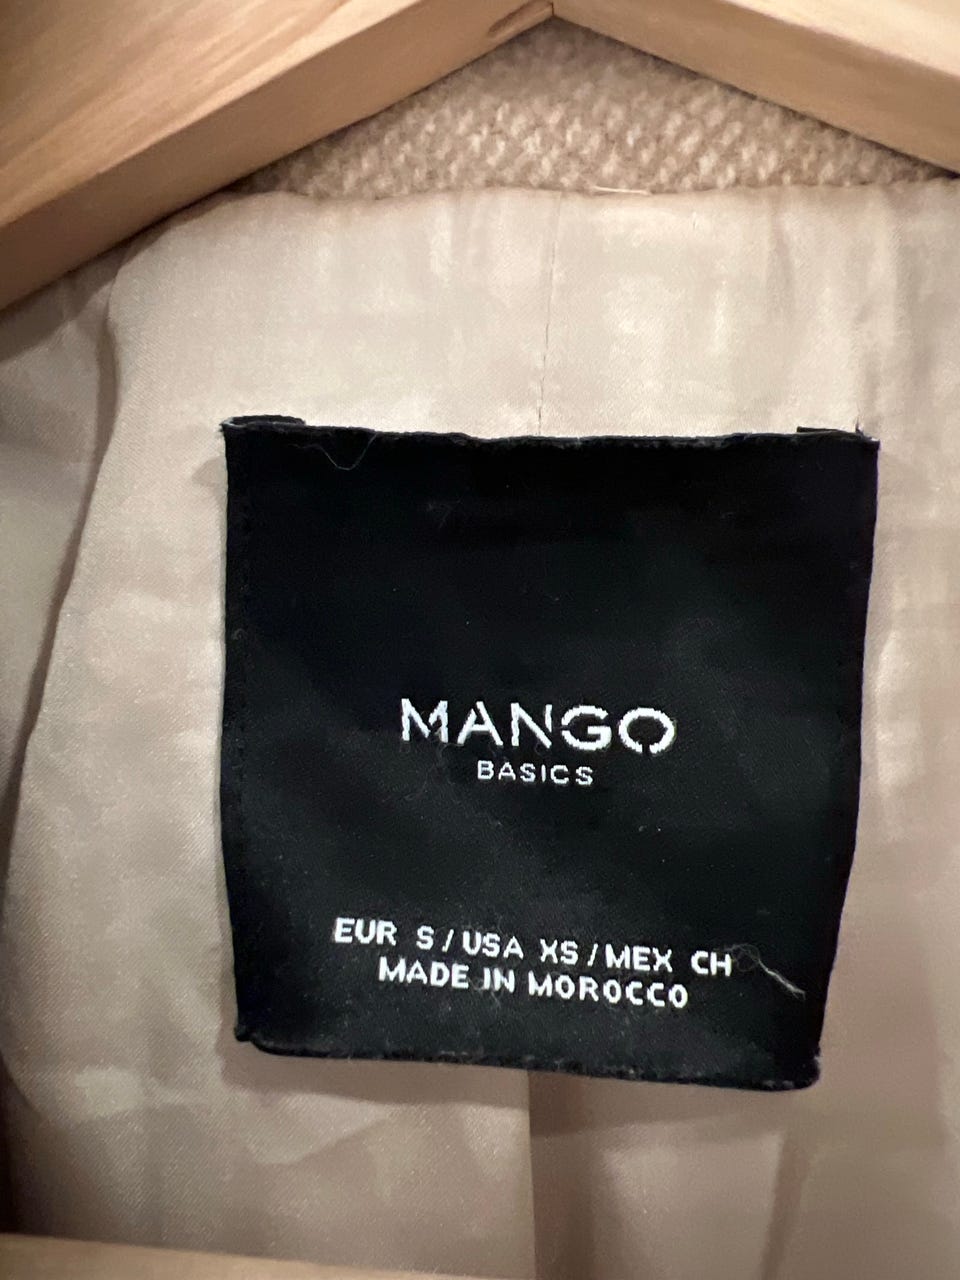 MANGO
BASICS
EUR S/USA XS/MEX CH
MADE IN MOROCCO